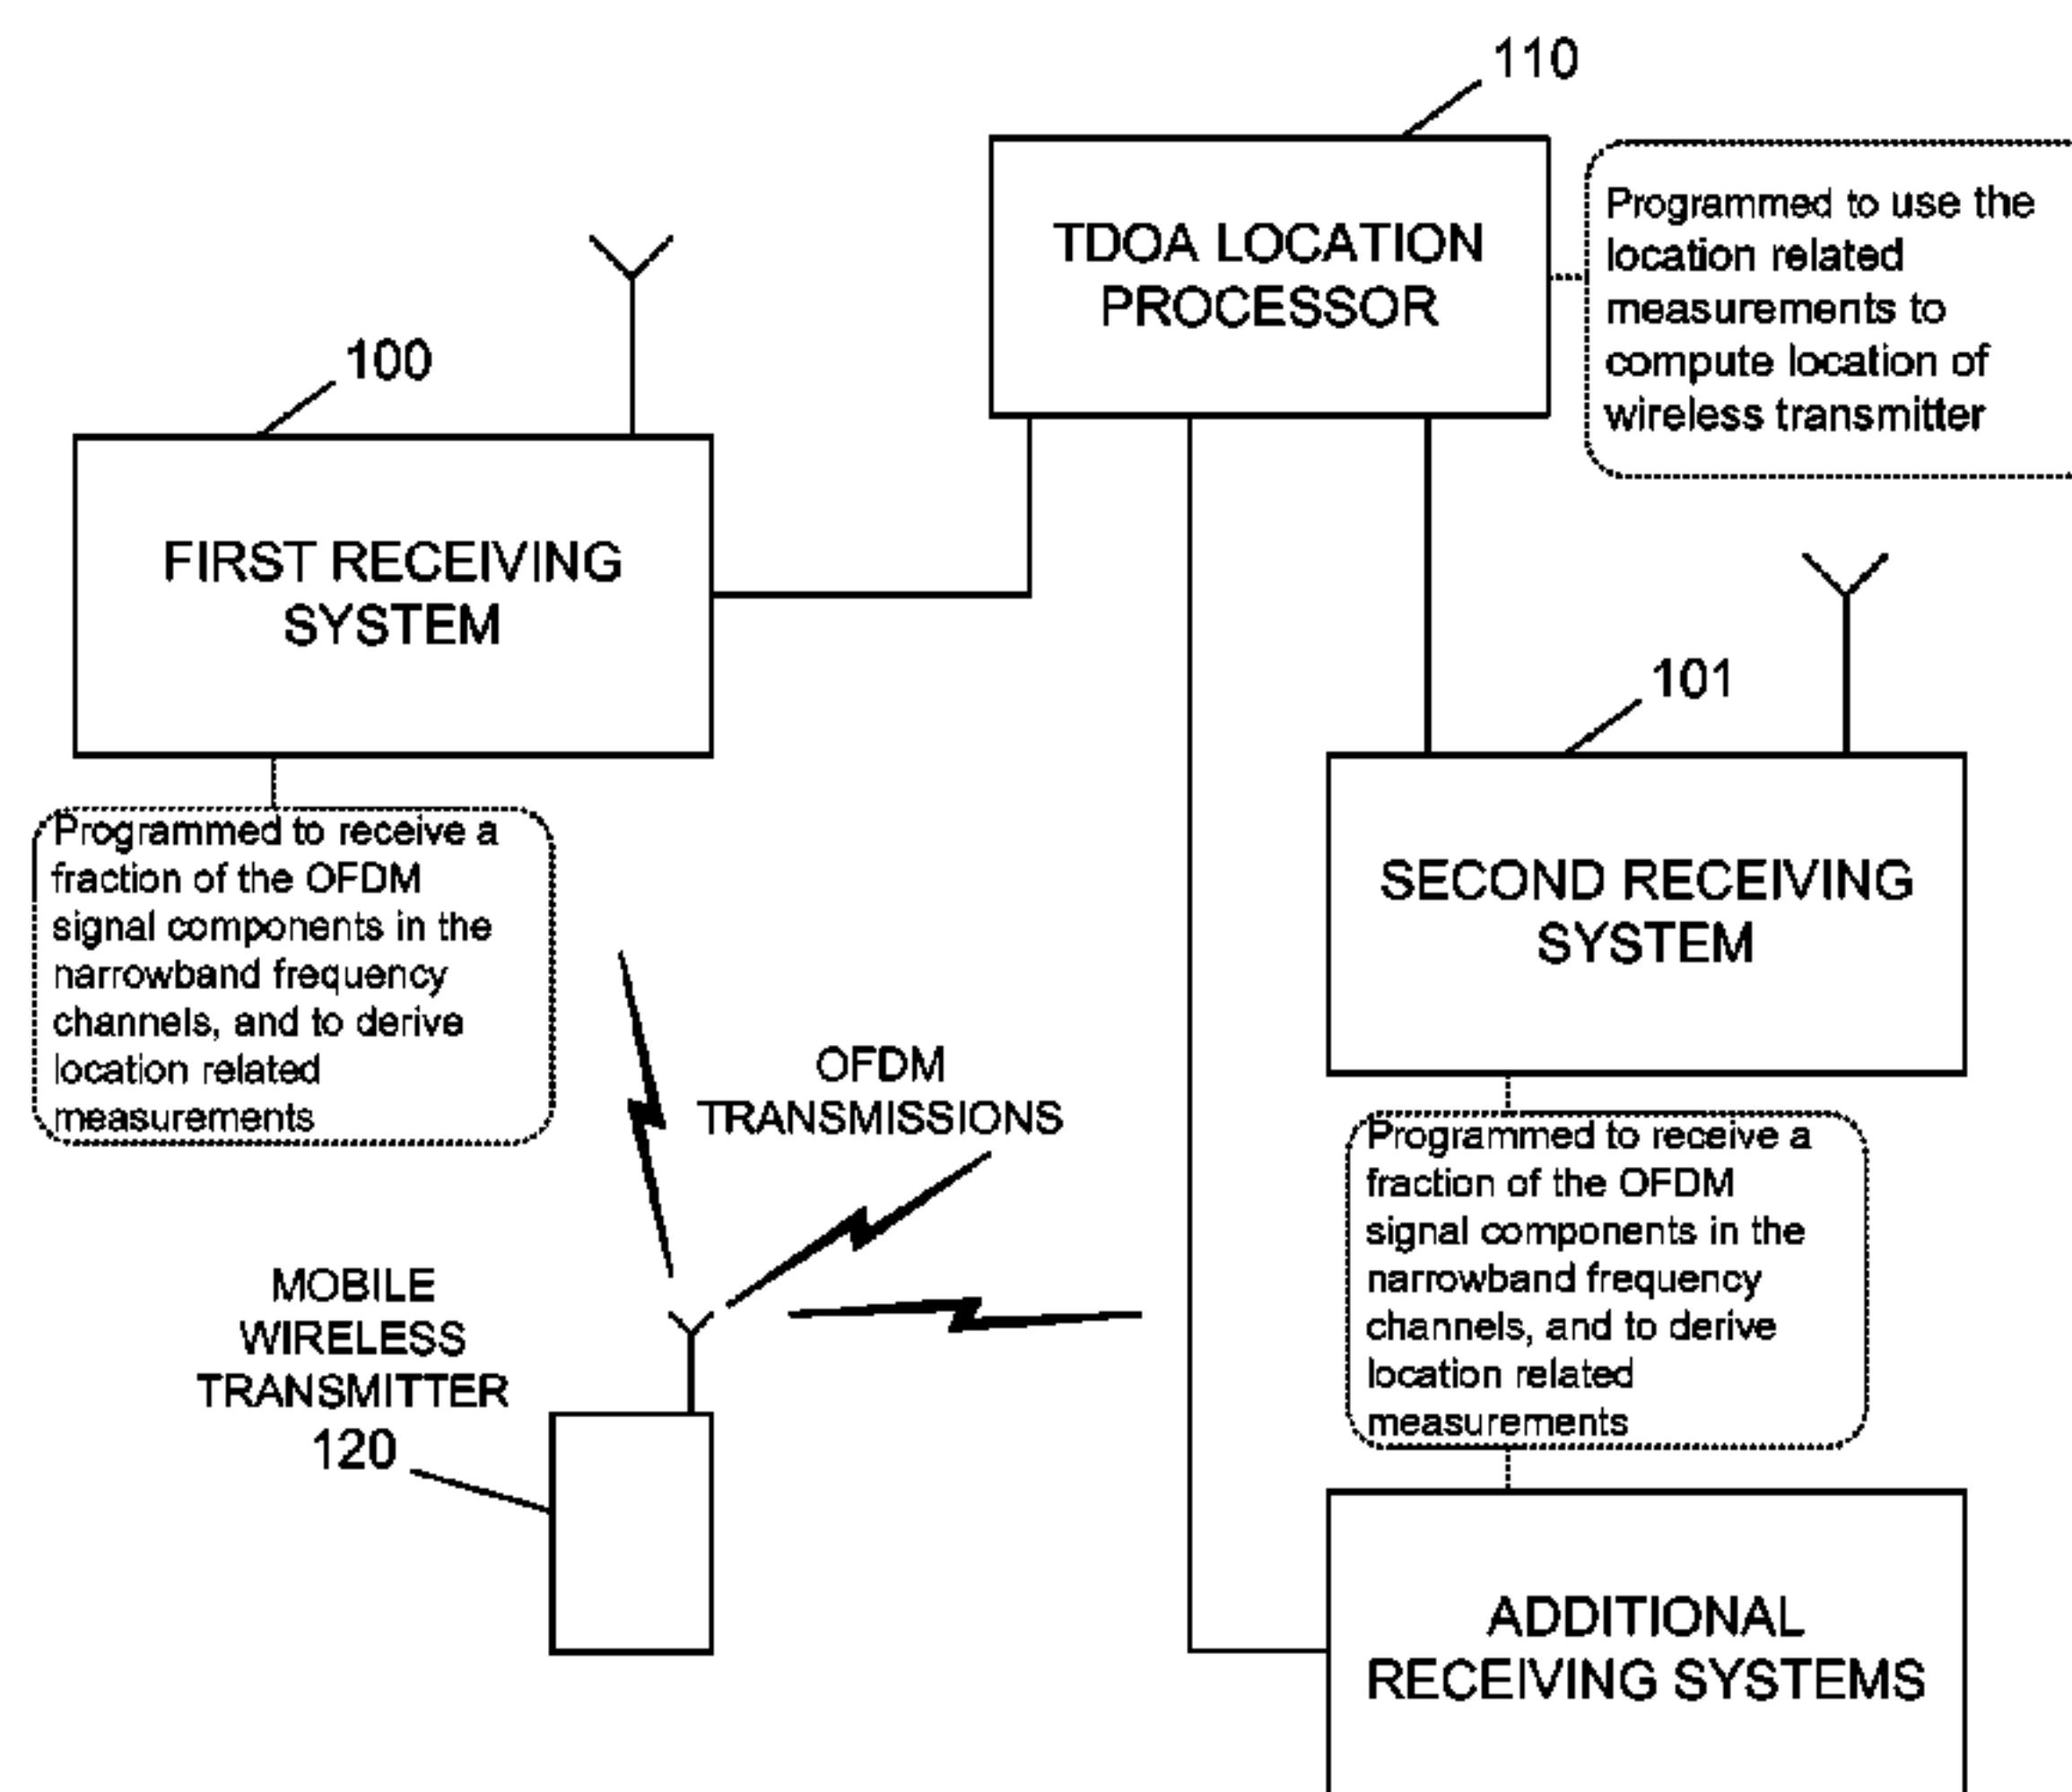 110
TDOA LOCATION
PROCESSOR
Programmed to use the
location related
measurements to
compute location of
wireless transmitter
100
FIRST RECEIVING
SYSTEM
Programmed to receive a
fraction of the OFDM
signal components in the
narrowband frequency
channels, and to derive
location related
measurements
101
SECOND RECEIVING
SYSTEM
Programmed to receive a
fraction of the OFDM
signal components in the
narrowband frequency
channels, and to derive
location related
measurements
OFDM
TRANSMISSIONS
MOBILE
WIRELESS
TRANSMITTER
120
ADDITIONAL
RECEIVING SYSTEMS